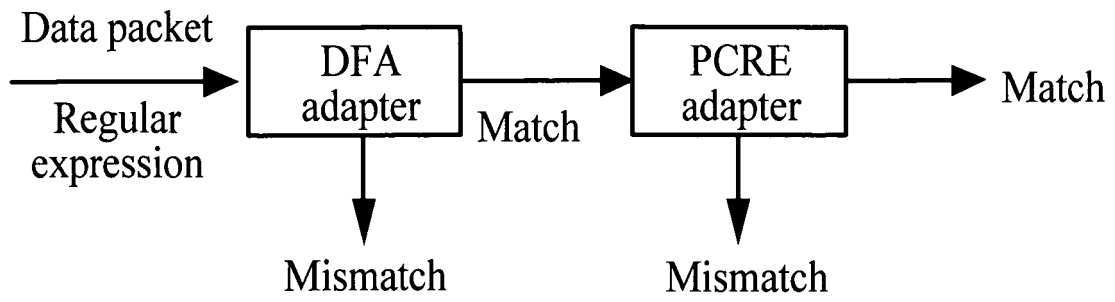 Data packet
Regular
expression
DFA
adapter
Match
Mismatch
PCRE
adapter
Mismatch
Match